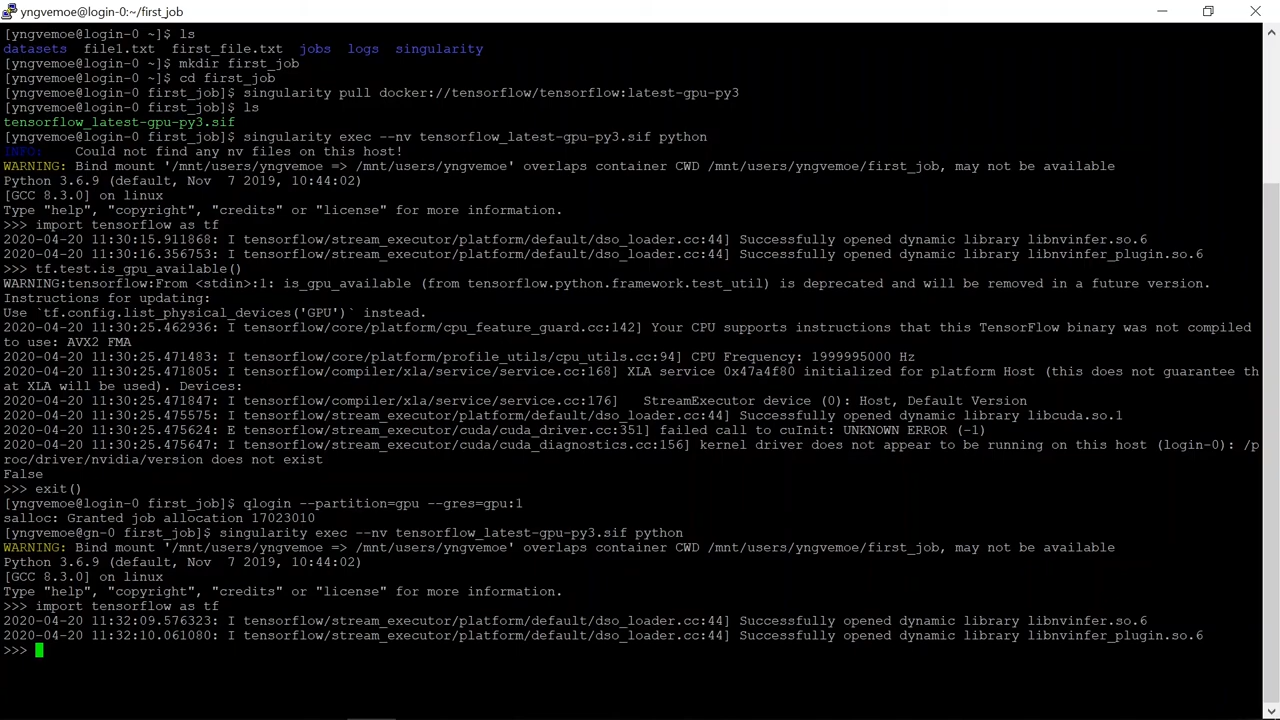 yngvemoe@login-0:~/first_job
[yngvemoe@login-0 ~]$ ls
datasets  file1.txt  first_file.txt  jobs  logs  singularity
[yngvemoe@login-0 ~]$ mkdir first_job
[yngvemoe@login-0 ~]$ cd first_job
[yngvemoe@login-0 first_job]$ singularity pull docker://tensorflow/tensorflow:latest-gpu-py3
[yngvemoe@login-0 first_job]$ ls
tensorflow_latest-gpu-py3.sif
[yngvemoe@login-0 first_job]$ singularity exec --nv tensorflow_latest-gpu-py3.sif python
INFO:    Could not find any nv files on this host!
WARNING: Bind mount '/mnt/users/yngvemoe => /mnt/users/yngvemoe' overlaps container CWD /mnt/users/yngvemoe/first_job, may not be available
Python 3.6.9 (default, Nov  7 2019, 10:44:02)
[GCC 8.3.0] on linux
Type "help", "copyright", "credits" or "license" for more information.
>>> import tensorflow as tf
2020-04-20 11:30:15.911868: I tensorflow/stream_executor/platform/default/dso_loader.cc:44] Successfully opened dynamic library libnvinfer.so.6
2020-04-20 11:30:16.356753: I tensorflow/stream_executor/platform/default/dso_loader.cc:44] Successfully opened dynamic library libnvinfer_plugin.so.6
>>> tf.test.is_gpu_available()
WARNING:tensorflow:From <stdin>:1: is_gpu_available (from tensorflow.python.framework.test_util) is deprecated and will be removed in a future version.
Instructions for updating:
Use `tf.config.list_physical_devices('GPU')` instead.
2020-04-20 11:30:25.462936: I tensorflow/core/platform/cpu_feature_guard.cc:142] Your CPU supports instructions that this TensorFlow binary was not compiled
to use: AVX2 FMA
2020-04-20 11:30:25.471483: I tensorflow/core/platform/profile_utils/cpu_utils.cc:94] CPU Frequency: 1999995000 Hz
2020-04-20 11:30:25.471805: I tensorflow/compiler/xla/service/service.cc:168] XLA service 0x47a4f80 initialized for platform Host (this does not guarantee th
at XLA will be used). Devices:
2020-04-20 11:30:25.471847: I tensorflow/compiler/xla/service/service.cc:176]   StreamExecutor device (0): Host, Default Version
2020-04-20 11:30:25.475575: I tensorflow/stream_executor/platform/default/dso_loader.cc:44] Successfully opened dynamic library libcuda.so.1
2020-04-20 11:30:25.475624: E tensorflow/stream_executor/cuda/cuda_driver.cc:351] failed call to cuInit: UNKNOWN ERROR (-1)
2020-04-20 11:30:25.475647: I tensorflow/stream_executor/cuda/cuda_diagnostics.cc:156] kernel driver does not appear to be running on this host (login-0): /p
roc/driver/nvidia/version does not exist
False
>>> exit()
[yngvemoe@login-0 first_job]$ qlogin --partition=gpu --gres=gpu:1
salloc: Granted job allocation 17023010
[yngvemoe@gn-0 first_job]$ singularity exec --nv tensorflow_latest-gpu-py3.sif python
WARNING: Bind mount '/mnt/users/yngvemoe => /mnt/users/yngvemoe' overlaps container CWD /mnt/users/yngvemoe/first_job, may not be available
Python 3.6.9 (default, Nov  7 2019, 10:44:02)
[GCC 8.3.0] on linux
Type "help", "copyright", "credits" or "license" for more information.
>>> import tensorflow as tf
2020-04-20 11:32:09.576323: I tensorflow/stream_executor/platform/default/dso_loader.cc:44] Successfully opened dynamic library libnvinfer.so.6
2020-04-20 11:32:10.061080: I tensorflow/stream_executor/platform/default/dso_loader.cc:44] Successfully opened dynamic library libnvinfer_plugin.so.6
>>>